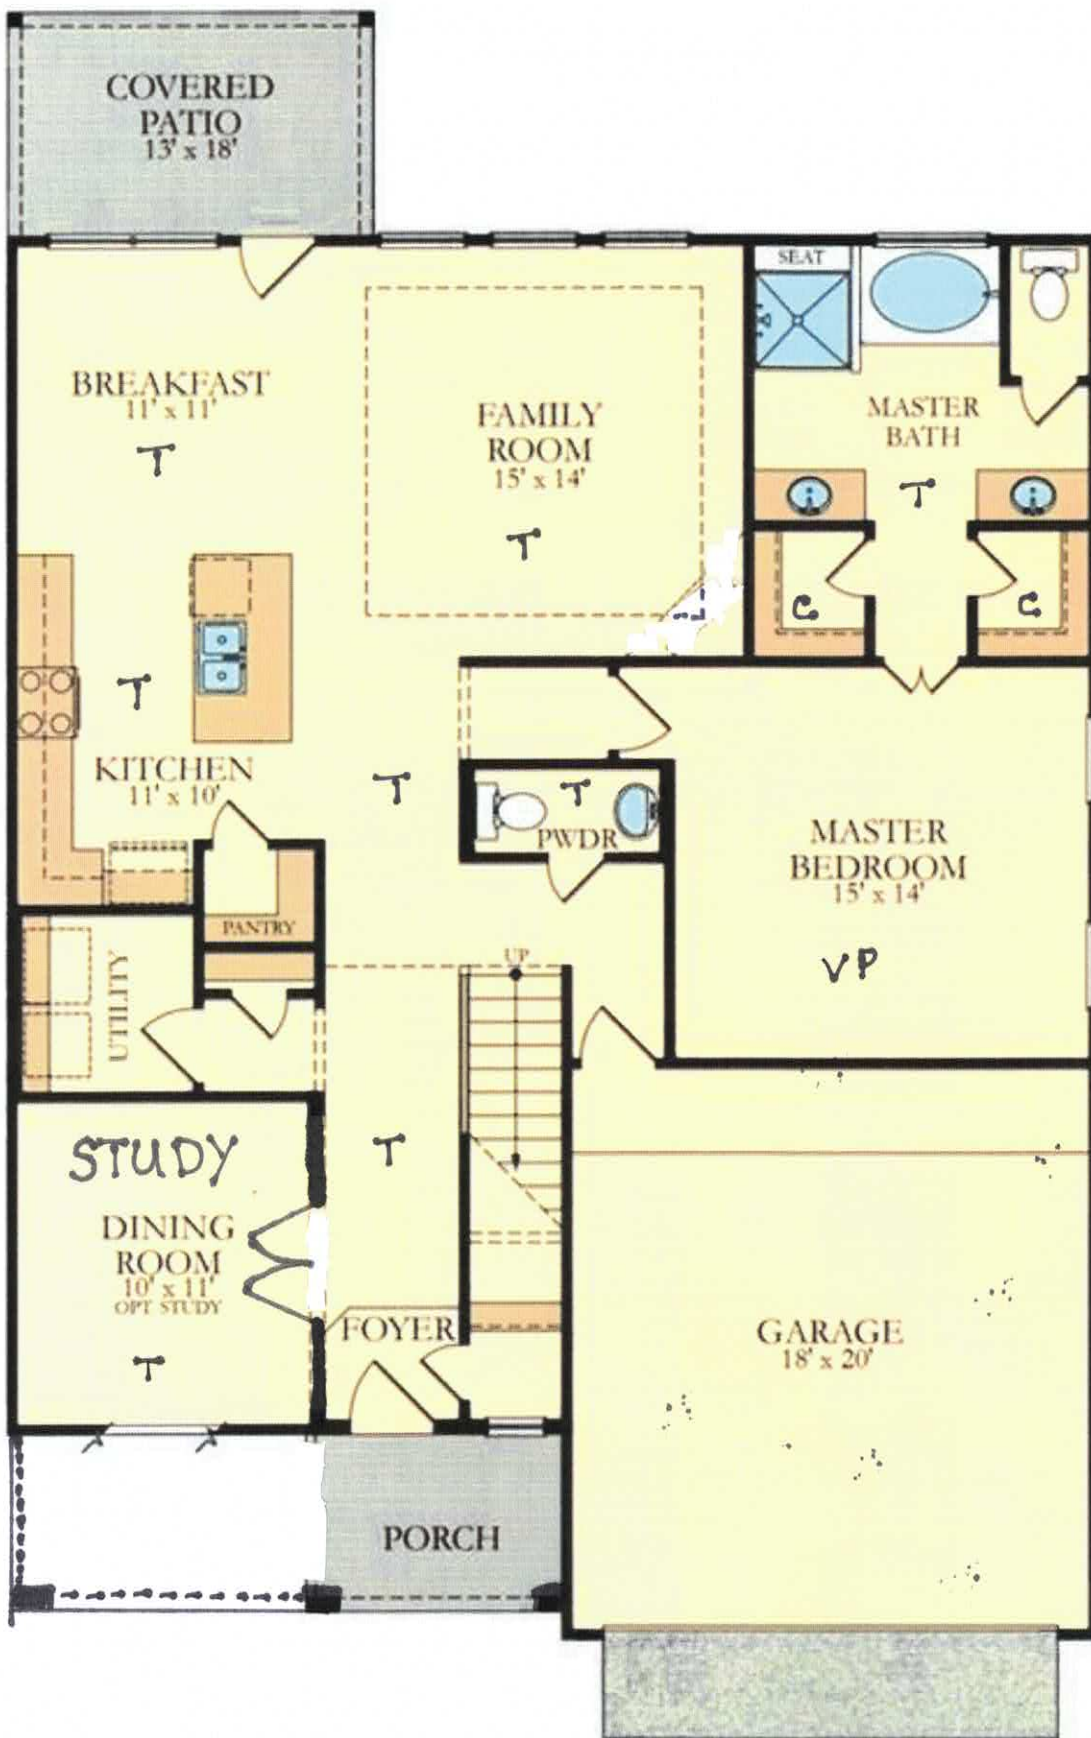 COVERED
PATIO
13' x 18'
SEAT
BREAKFAST
11' x 11'
T
FAMILY
ROOM
15' x 14'
T
MASTER
BATH
T
C
C
T
KITCHEN
11' x 10'
T
T
PWDR
MASTER
BEDROOM
15' x 14'
VP
PANTRY
UP
UTILITY
STUDY
T
DINING
ROOM
10' x 11'
OPT STUDY
T
FOYER
GARAGE
18' x 20'
PORCH